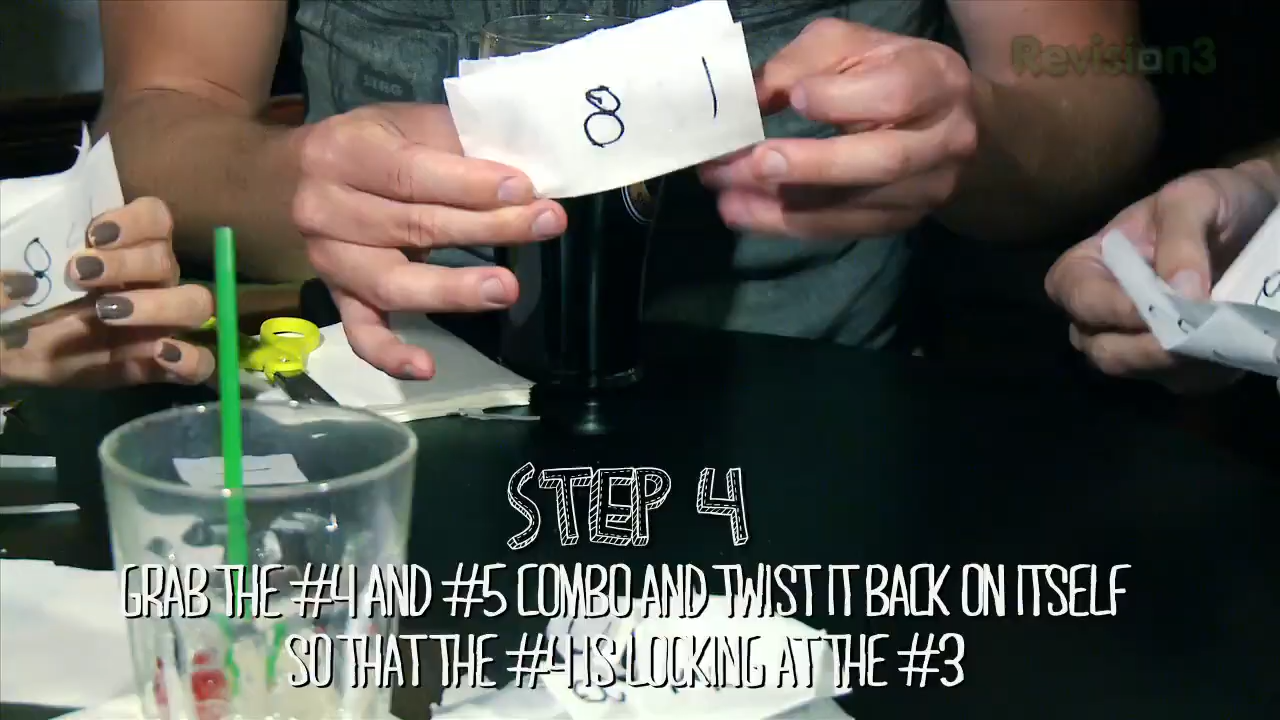 Revision3
8 1
8
STEP 4
GRAB THE #4 AND #5 COMBO AND TWIST IT BACK ON ITSELF
SO THAT THE #4 IS LOOKING AT THE #3